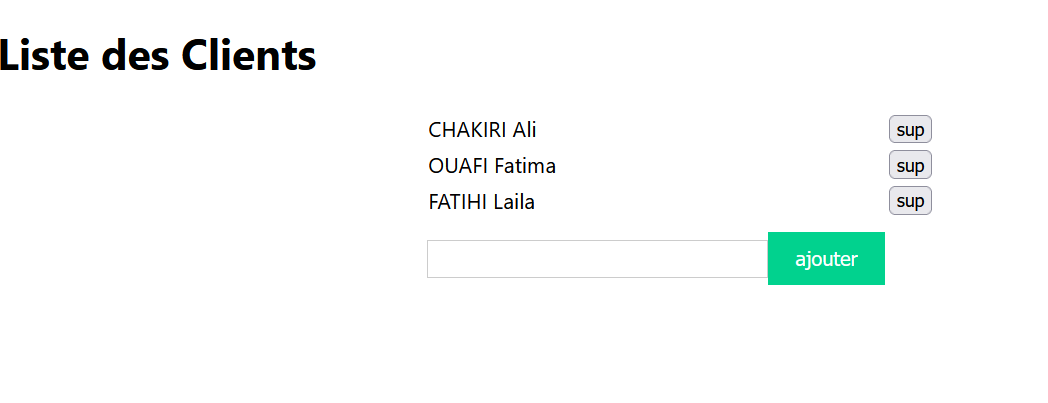 Liste des Clients
CHAKIRI Ali sup
OUAFI Fatima sup
FATIHI Laila sup
ajouter